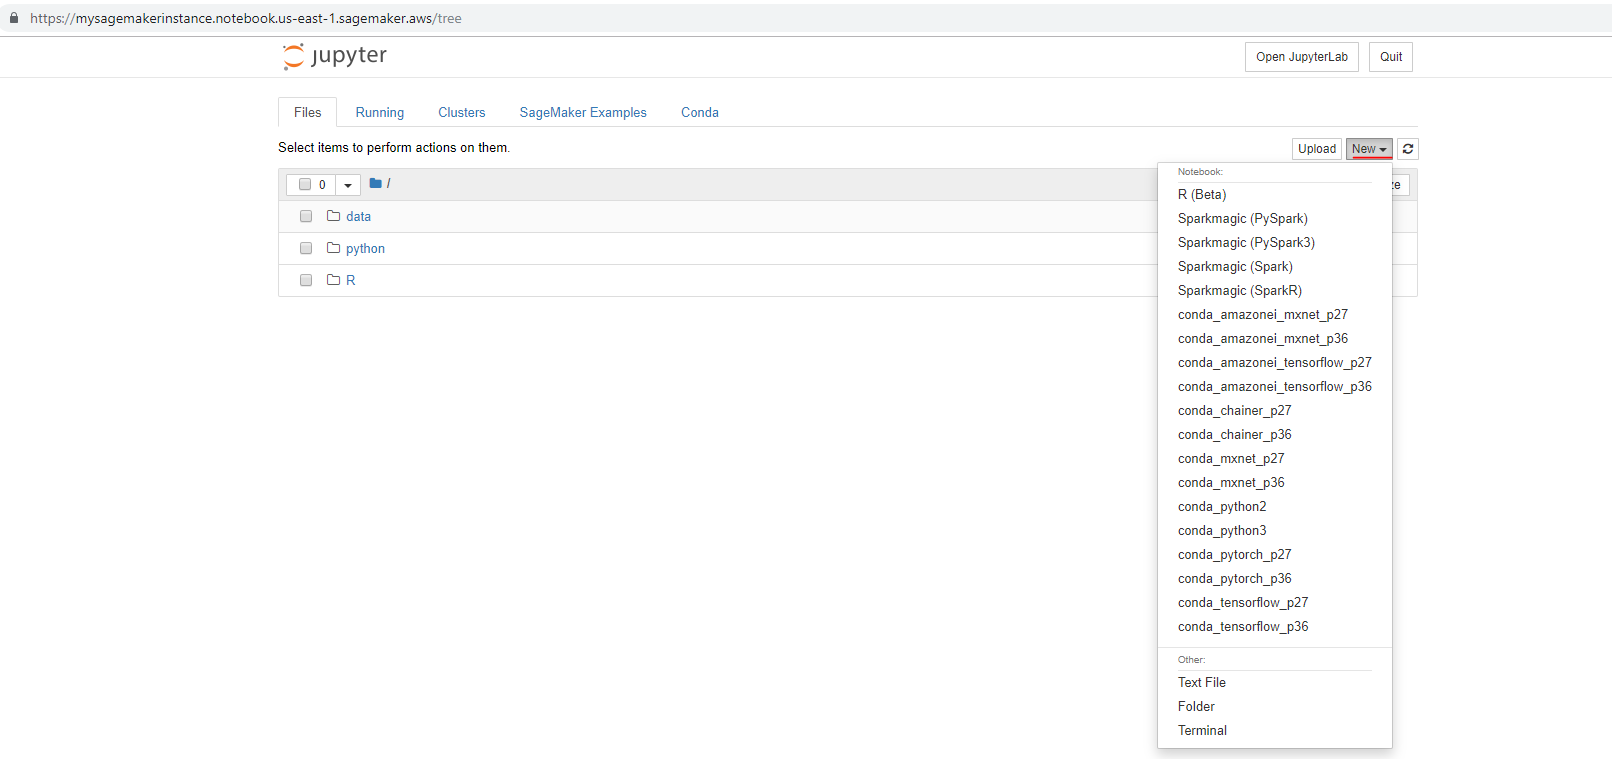 https://mysagemakerinstance.notebook.us-east-1.sagemaker.aws/tree
jupyter
Open JupyterLab Quit
Files Running Clusters SageMaker Examples Conda
Select items to perform actions on them.
Upload New
0 /
data
python
R
Notebook:
R (Beta)
Sparkmagic (PySpark)
Sparkmagic (PySpark3)
Sparkmagic (Spark)
Sparkmagic (SparkR)
conda_amazonei_mxnet_p27
conda_amazonei_mxnet_p36
conda_amazonei_tensorflow_p27
conda_amazonei_tensorflow_p36
conda_chainer_p27
conda_chainer_p36
conda_mxnet_p27
conda_mxnet_p36
conda_python2
conda_python3
conda_pytorch_p27
conda_pytorch_p36
conda_tensorflow_p27
conda_tensorflow_p36
Other:
Text File
Folder
Terminal